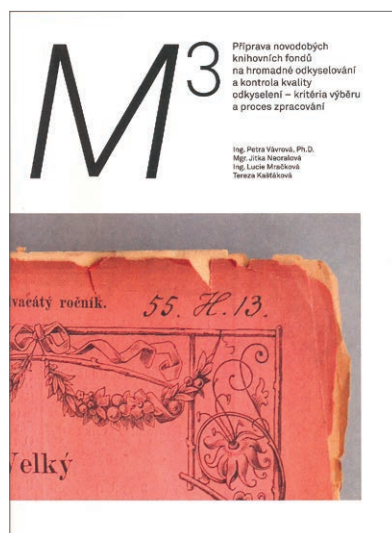 M3
Příprava novodobých
knihovních fondů
na hromadné odkyselování
a kontrola kvality
odkyselení – kritéria výběru
a proces zpracování
Ing. Petra Vávrová, Ph.D.
Mgr. Jitka Neoralová
Ing. Lucie Mračková
Tereza Kašťáková
vacátý ročník.
55. H. 13.
Velký